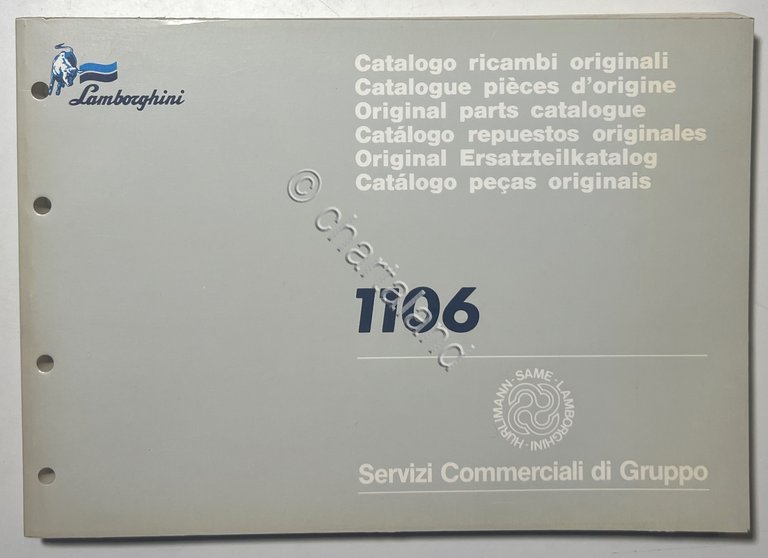 Lamborghini
Catalogo ricambi originali
Catalogue pièces d'origine
Original parts catalogue
Catálogo repuestos originales
Original Ersatzteilkatalog
Catálogo peças originais
© chartaland
1106
HURLIMANN-SAME-LAMBORGHINI-
Servizi Commerciali di Gruppo